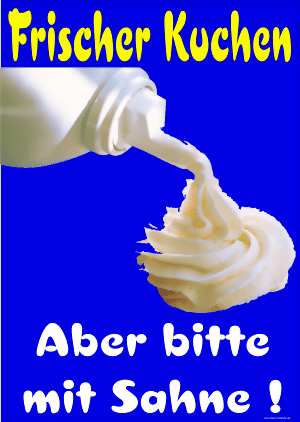 Frischer Kuchen
Aber bitte
mit Sahne !